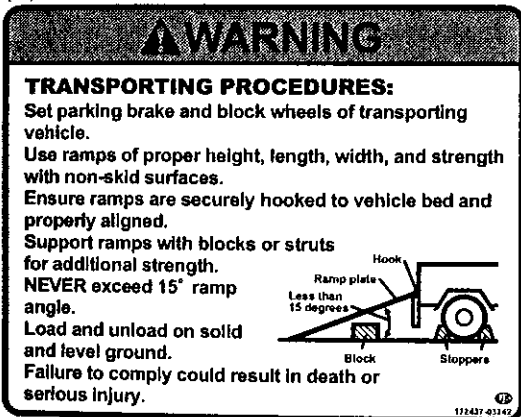 WARNING
TRANSPORTING PROCEDURES:
Set parking brake and block wheels of transporting
vehicle.
Use ramps of proper height, length, width, and strength
with non-skid surfaces.
Ensure ramps are securely hooked to vehicle bed and
properly aligned.
Support ramps with blocks or struts
for additional strength.
NEVER exceed 15° ramp
angle.
Load and unload on solid
and level ground.
Failure to comply could result in death or
serious injury.
Hook
Ramp plate
Less than
15 degrees
Block
Stoppers
172437-03242